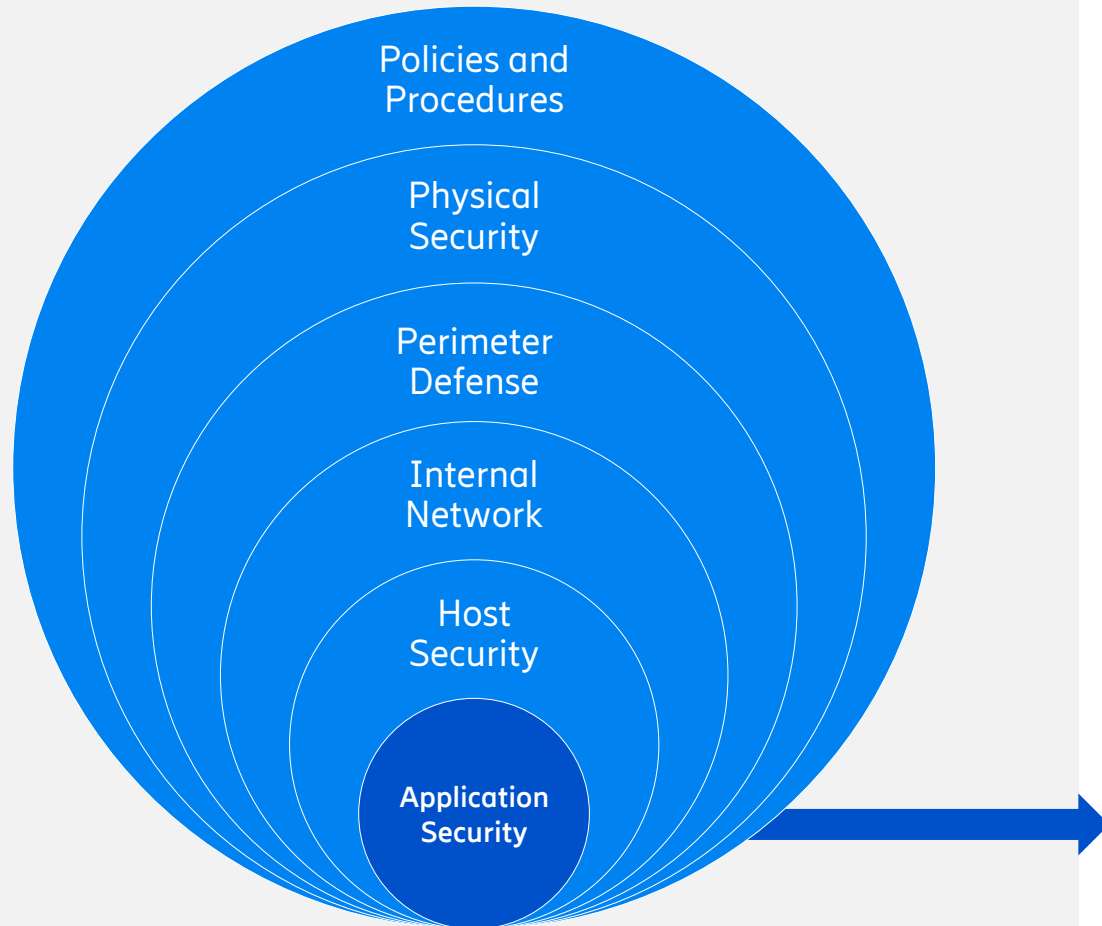 Policies and
Procedures
Physical
Security
Perimeter
Defense
Internal
Network
Host
Security
Application
Security